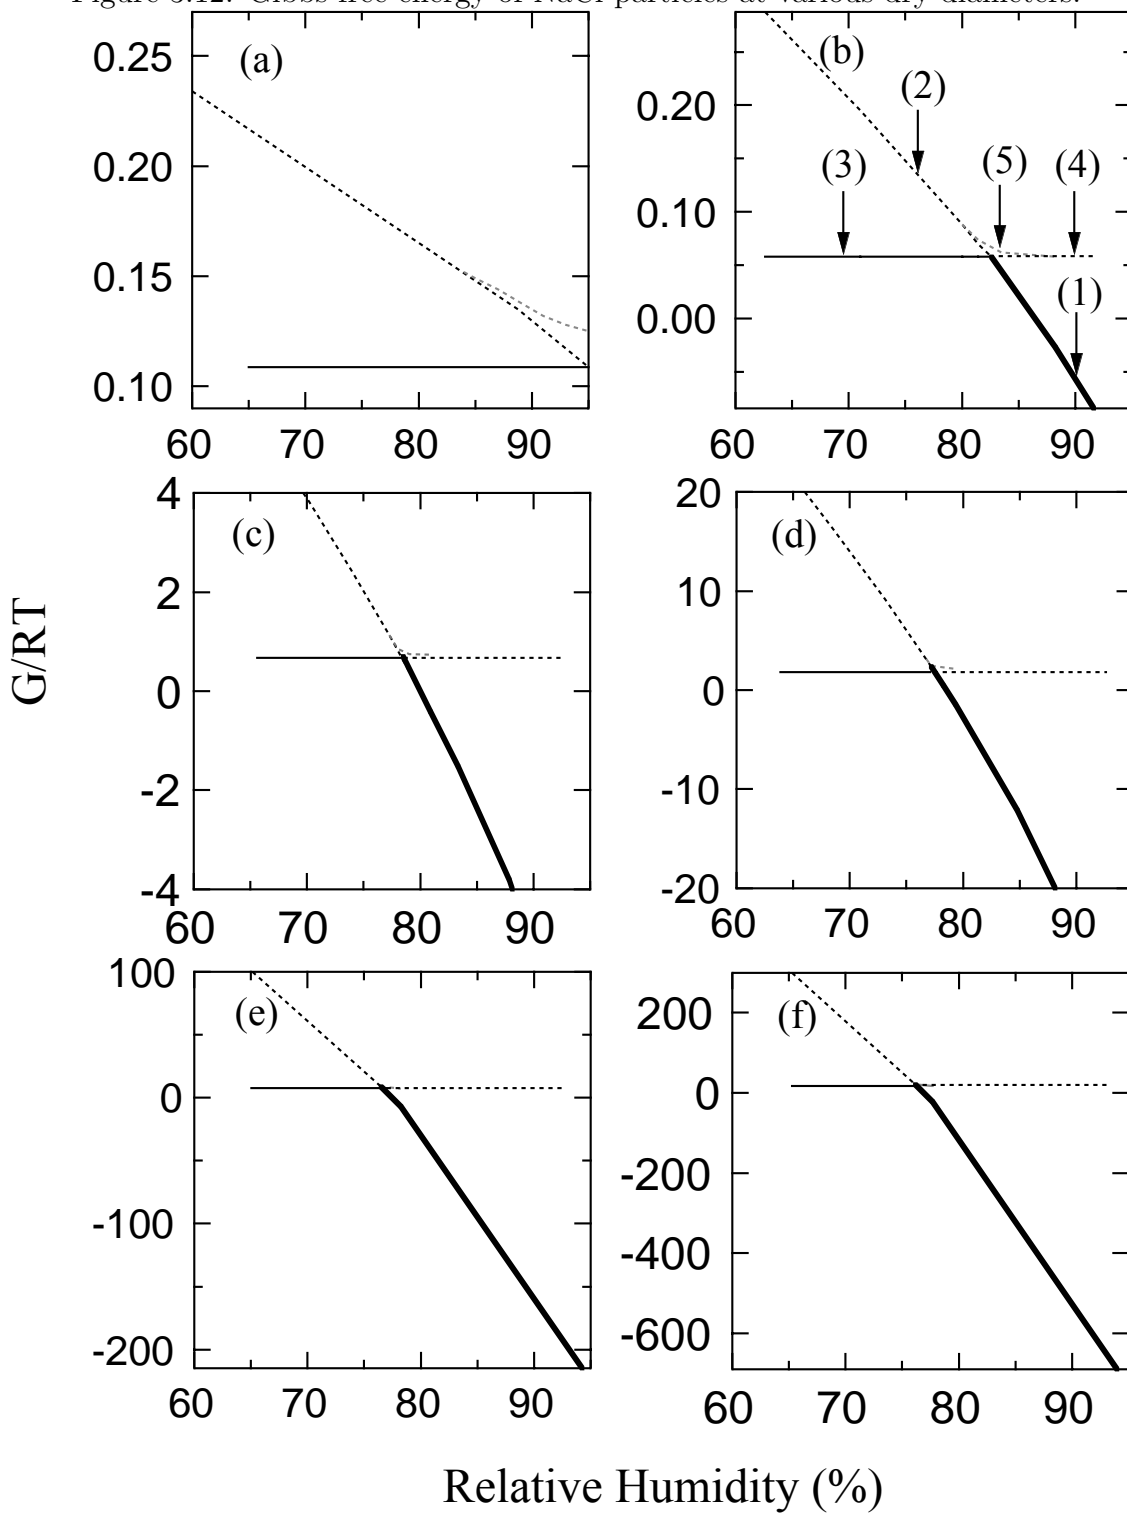 Figure 3.12: Gibbs free energy of NaCl particles at various dry diameters.
(a)
0.25
0.20
0.15
0.10
60 70 80 90
(b)
(2)
(3)
(5)
(4)
(1)
0.20
0.10
0.00
60 70 80 90
(c)
4
2
0
-2
-4
60 70 80 90
(d)
20
10
0
-10
-20
60 70 80 90
(e)
100
0
-100
-200
60 70 80 90
(f)
200
0
-200
-400
-600
60 70 80 90
G/RT
Relative Humidity (%)